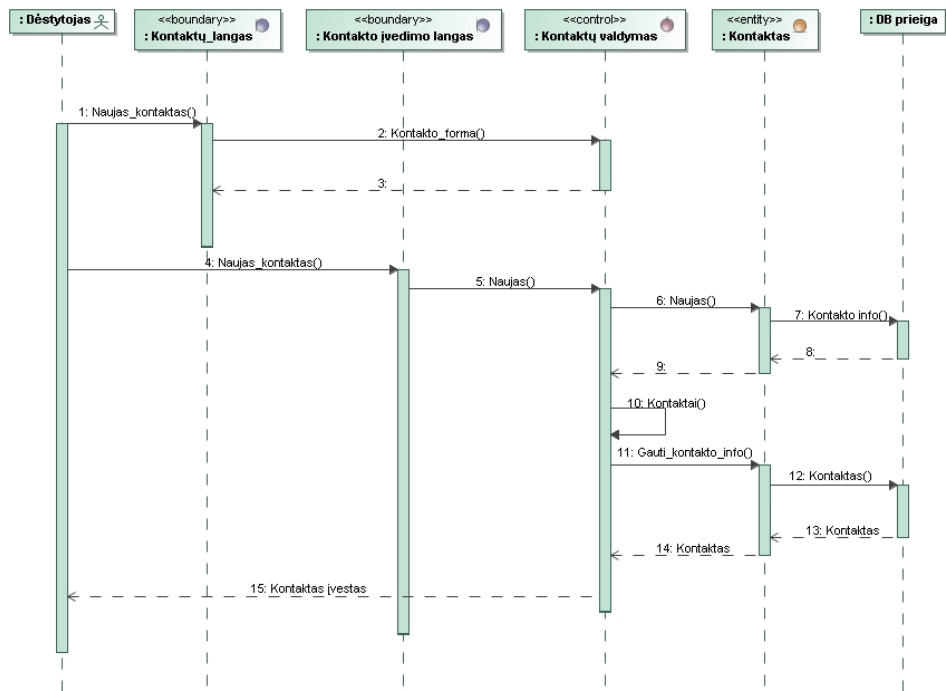 : Dėstytojas
<<boundary>>
: Kontaktų_langas
<<boundary>>
: Kontakto įvedimo langas
<<control>>
: Kontaktų valdymas
<<entity>>
: Kontaktas
: DB prieiga
1: Naujas_kontaktas()
2: Kontakto_forma()
3:
4: Naujas_kontaktas()
5: Naujas()
6: Naujas()
7: Kontakto info()
8:
9:
10: Kontaktai()
11: Gauti_kontakto_info()
12: Kontaktas()
13: Kontaktas
14: Kontaktas
15: Kontaktas įvestas